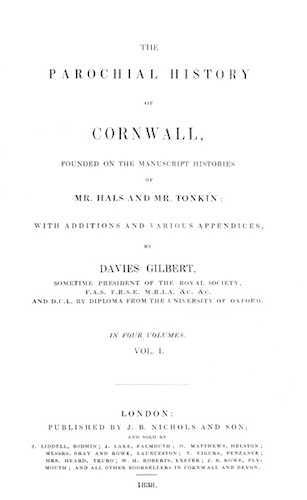 THE
PAROCHIAL HISTORY
OF
CORNWALL,
FOUNDED ON THE MANUSCRIPT HISTORIES
OF
MR. HALS AND MR. TONKIN;
WITH ADDITIONS AND VARIOUS APPENDICES,
BY
DAVIES GILBERT,
SOMETIME PRESIDENT OF THE ROYAL SOCIETY,
F.A.S. F.R.S.E. M.R.I.A. &c. &c.
AND D.C.L. BY DIPLOMA FROM THE UNIVERSITY OF OXFORD.
IN FOUR VOLUMES.
VOL. I.
LONDON:
PUBLISHED BY J. B. NICHOLS AND SON;
AND SOLD BY
LIDDELL, BODMIN; J. LAKE, FALMOUTH; O. MATTHEWS, HELSTON;
MESSRS. BRAY AND ROWE, LAUNCESTON; T. VIGURS, PENZANCE;
MRS. HEARD, TRURO; W. H. ROBERTS, EXETER; J. B. ROWE, PLY-
MOUTH; AND ALL OTHER BOOKSELLERS IN CORNWALL AND DEVON.
1838.